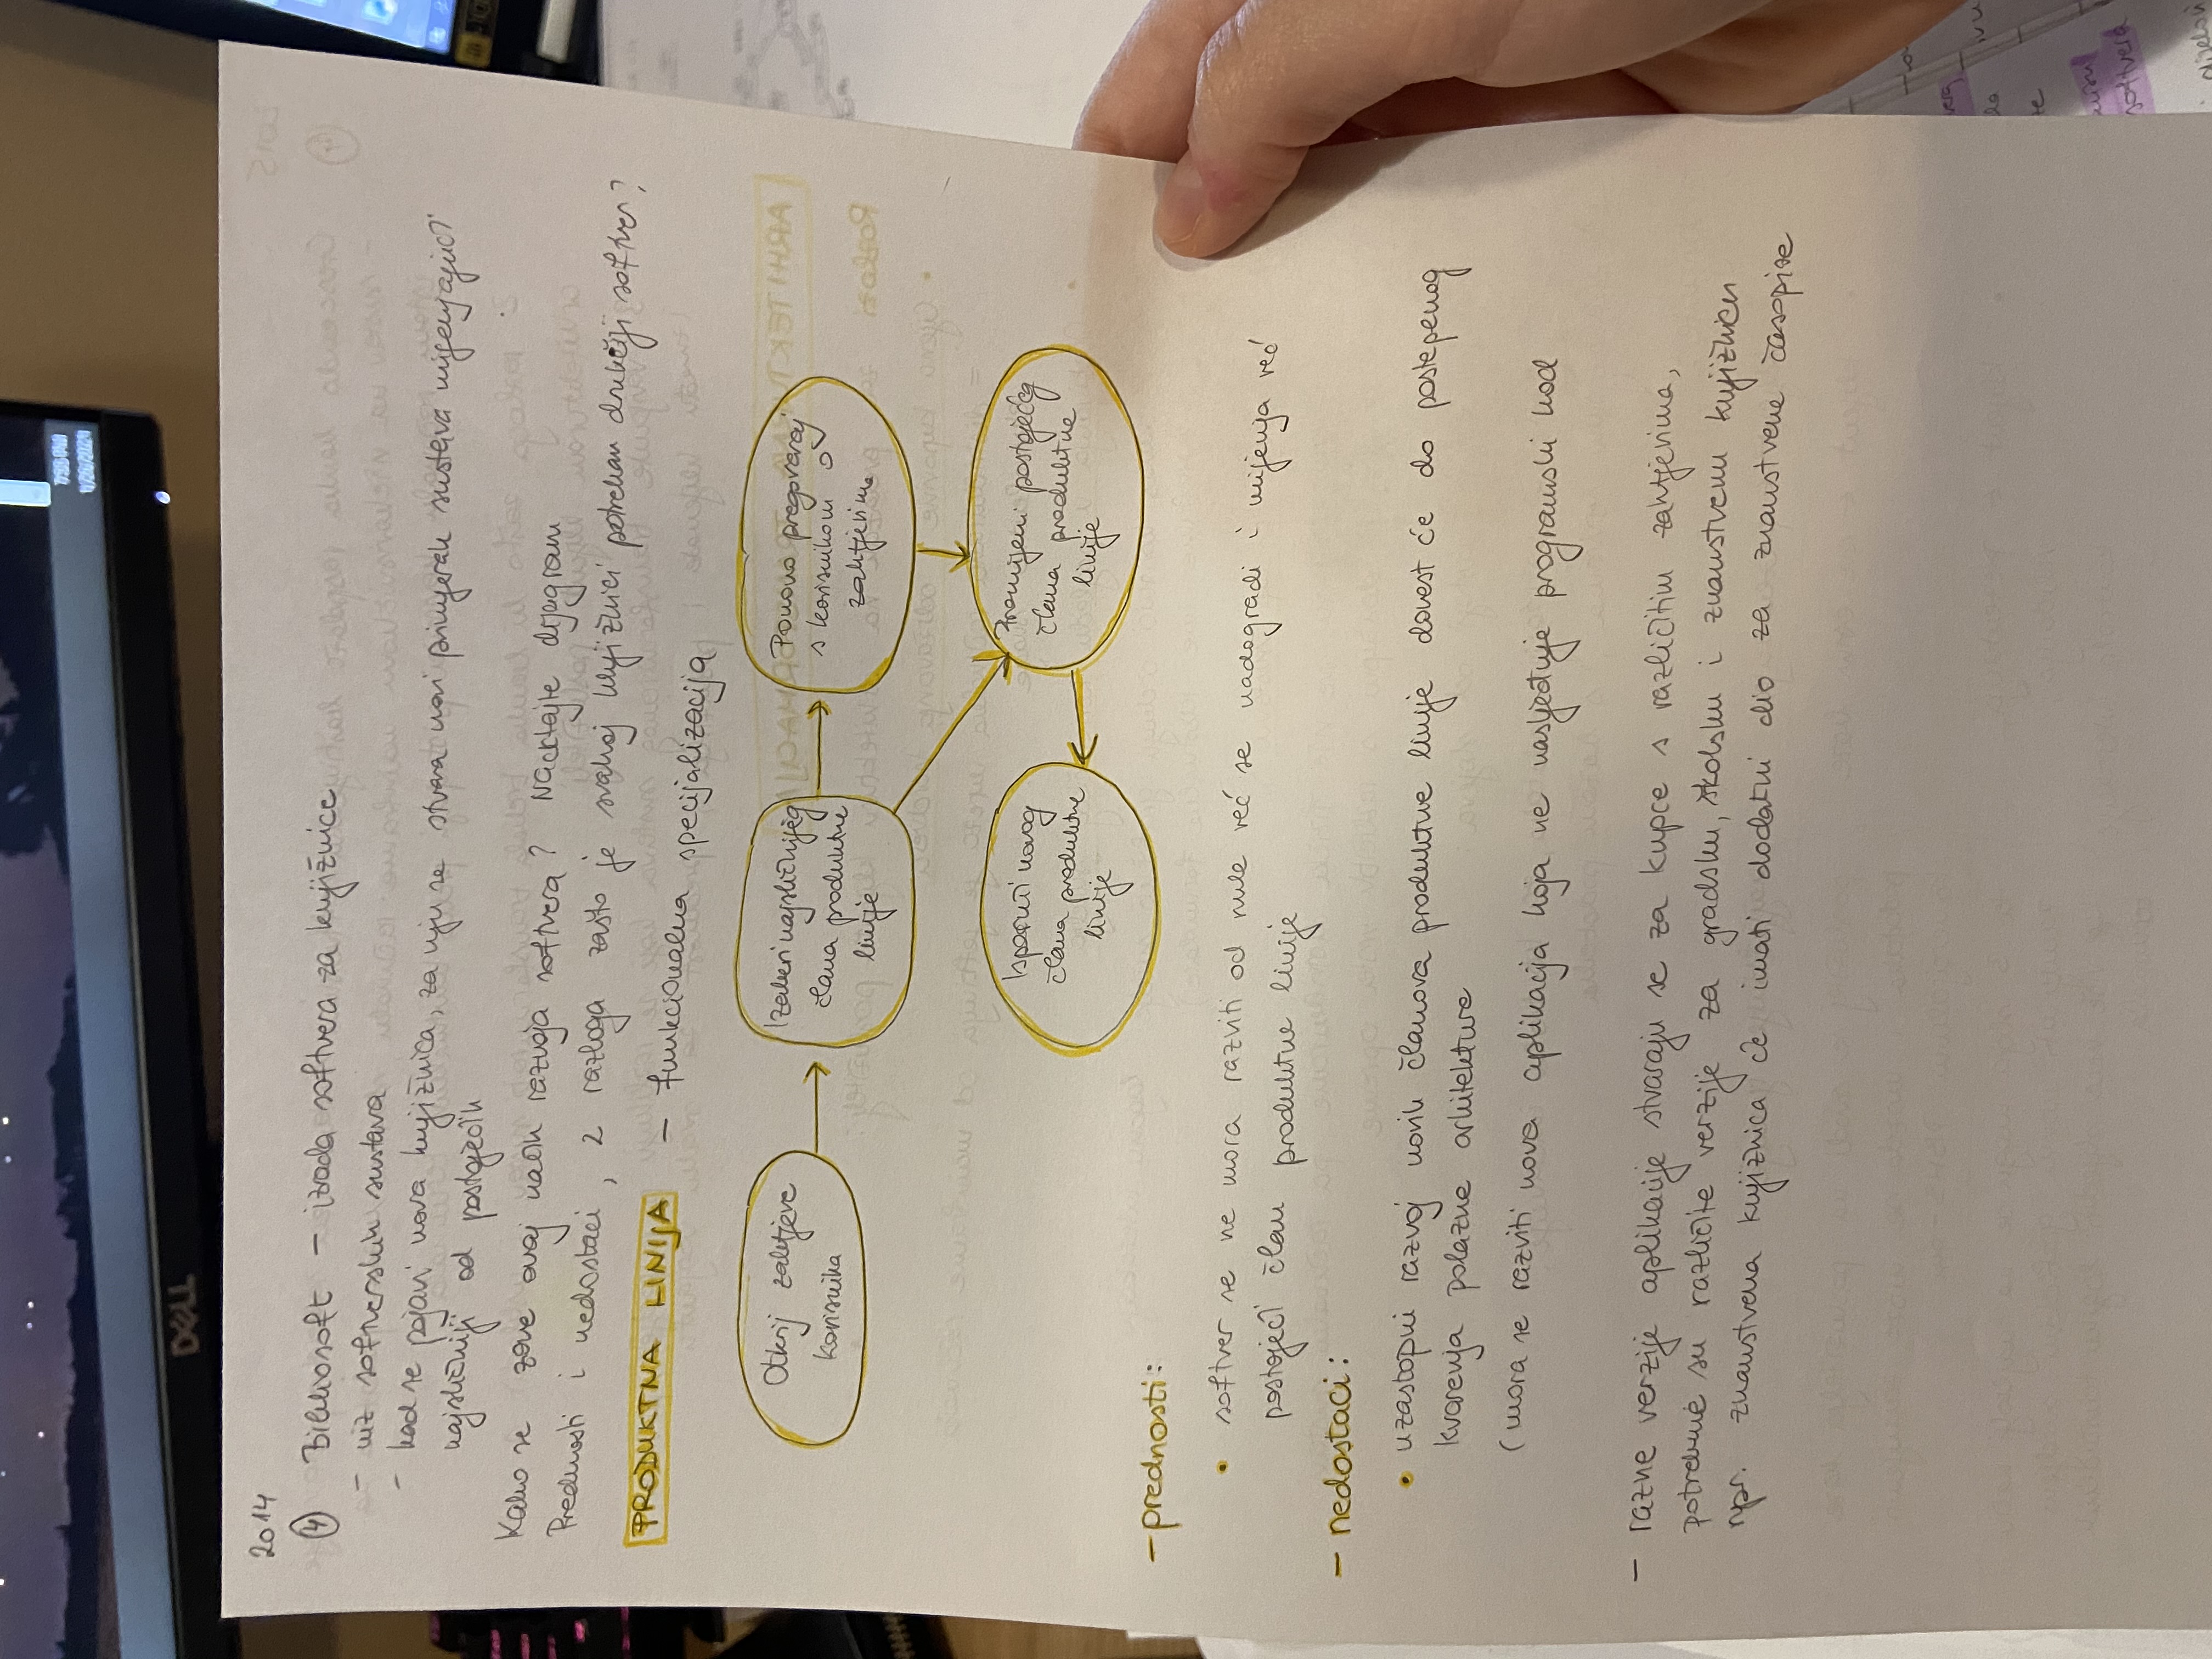 7:38 PM
DELL
2014
4 Bibliosoft - izrada softvera za knjižnice
- niz softverskih sustava
- kad se pojavi nova knjižnica, za nju se stvara novi primjerak sustava mijenjajući
najsličniji od postojećih
Kako se zove ovaj način razvoja softvera? Nacrtajte dijagram
Prednosti i nedostaci, 2 razloga zašto je svakoj knjižnici potreban drukčiji softver?
PRODUKTNA LINIJA - funkcionalna specijalizacija
Otkrij zahtjeve
korisnika
Izaberi najsličnijeg
člana produktne
linije
Ponovo pregovaraj
s korisnikom o
zahtjevima
Isporuči novog
člana produktne
linije
Promijeni postojećeg
člana produktne
linije
- prednosti:
• softver se ne mora razviti od nule već se nadogradi i mijenja već
postojeći član produktne linije
- nedostaci:
• uzastopni razvoj novih članova produktne linije dovest će do postepenog
kvarenja polazne arhitekture
(mora se razviti nova aplikacija koja ne nasljeđuje programski kod
- razne verzije aplikacije stvaraju se za kupce s različitim zahtjevima,
potrebne su različite verzije za gradsku, školsku i znanstvenu knjižnicu
npr. znanstvena knjižnica će imati dodatni dio za znanstvene časopise
softvera